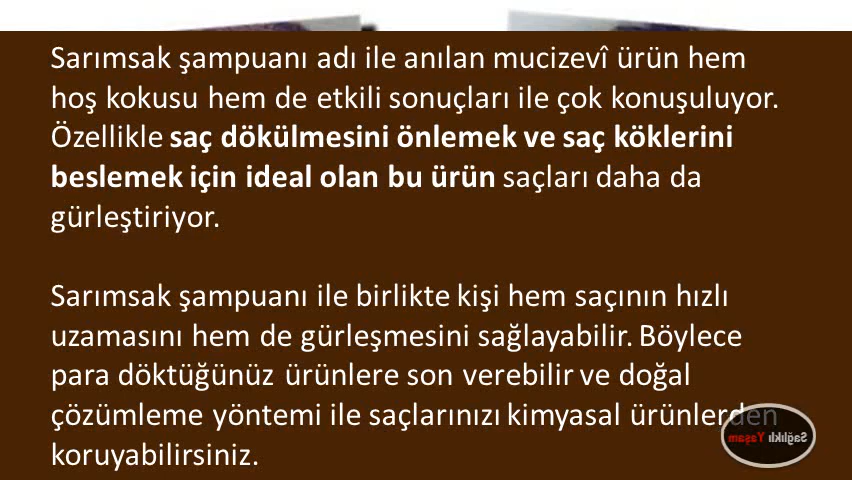 Sarımsak şampuanı adı ile anılan mucizevî ürün hem
hoş kokusu hem de etkili sonuçları ile çok konuşuluyor.
Özellikle saç dökülmesini önlemek ve saç köklerini
beslemek için ideal olan bu ürün saçları daha da
gürleştiriyor.
Sarımsak şampuanı ile birlikte kişi hem saçının hızlı
uzamasını hem de gürleşmesini sağlayabilir. Böylece
para döktüğünüz ürünlere son verebilir ve doğal
çözümleme yöntemi ile saçlarınızı kimyasal ürünlerden
koruyabilirsiniz.
Sağlıklı Yaşam